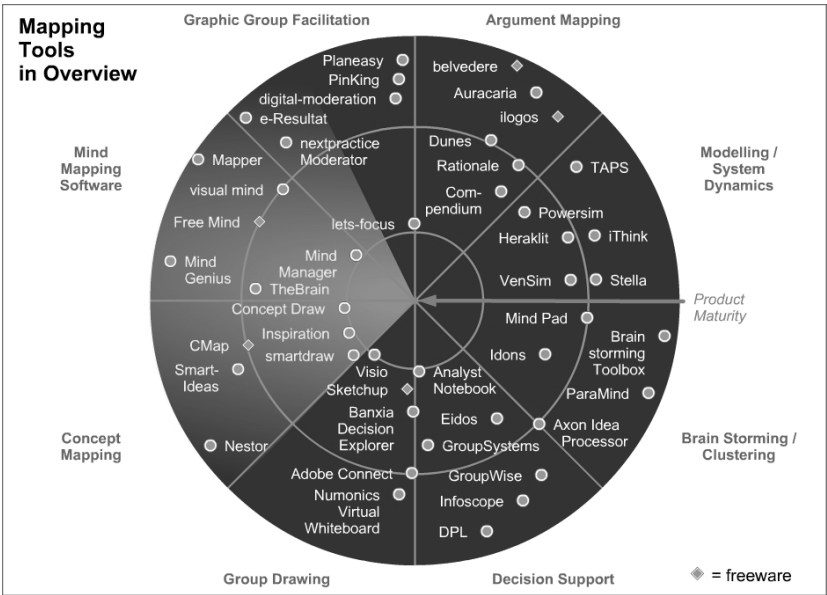 Mapping
Tools
in Overview
Graphic Group Facilitation
Argument Mapping
Planeasy
PinKing
digital-moderation
e-Resultat
nextpractice
Moderator
lets-focus
belvedere
Auracaria
ilogos
Dunes
Rationale
Com-
pendium
Mind
Mapping
Software
Mapper
visual mind
Free Mind
Mind
Genius
Mind
Manager
TheBrain
Modelling /
System
Dynamics
TAPS
Powersim
Heraklit
iThink
VenSim
Stella
Product
Maturity
Concept Draw
Inspiration
smartdraw
CMap
Smart-
Ideas
Nestor
Concept
Mapping
Mind Pad
Idons
Brain
storming
Toolbox
ParaMind
Axon Idea
Processor
Brain Storming /
Clustering
Visio
Sketchup
Banxia
Decision
Explorer
Adobe Connect
Numonics
Virtual
Whiteboard
Analyst
Notebook
Eidos
GroupSystems
GroupWise
Infoscope
DPL
Group Drawing
Decision Support
= freeware